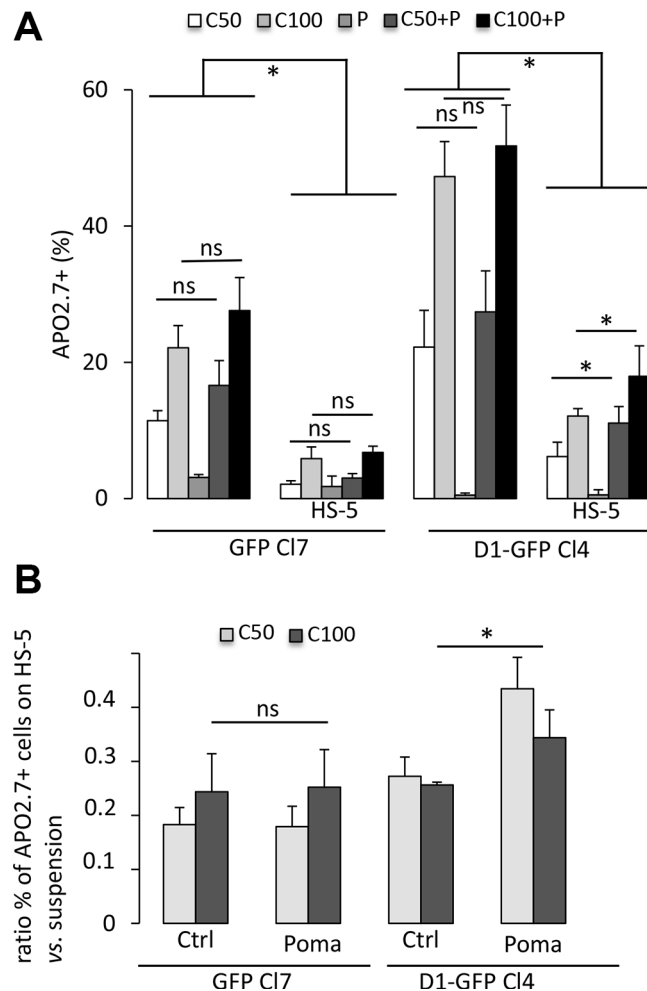 A
C50 C100 P C50+P C100+P
* *
60
ns ns
40
APO2.7+ (%)
ns
ns
20
* *
ns
ns
0
HS-5 HS-5
GFP Cl7 D1-GFP Cl4
B
C50 C100
*
ns
0.4
0.3
0.2
0.1
0
ratio % of APO2.7+ cells on HS-5
vs. suspension
Ctrl Poma Ctrl Poma
GFP Cl7 D1-GFP Cl4